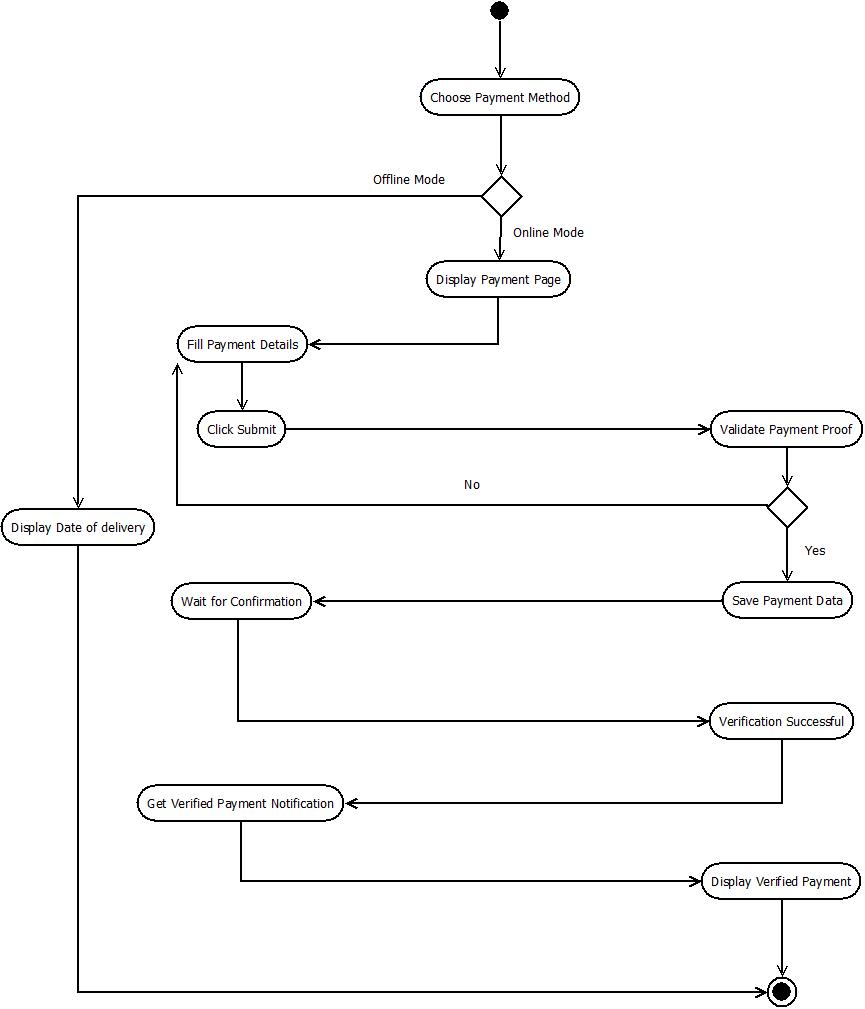 Choose Payment Method
Offline Mode
Online Mode
Display Payment Page
Fill Payment Details
Click Submit
Validate Payment Proof
No
Display Date of delivery
Yes
Wait for Confirmation
Save Payment Data
Verification Successful
Get Verified Payment Notification
Display Verified Payment